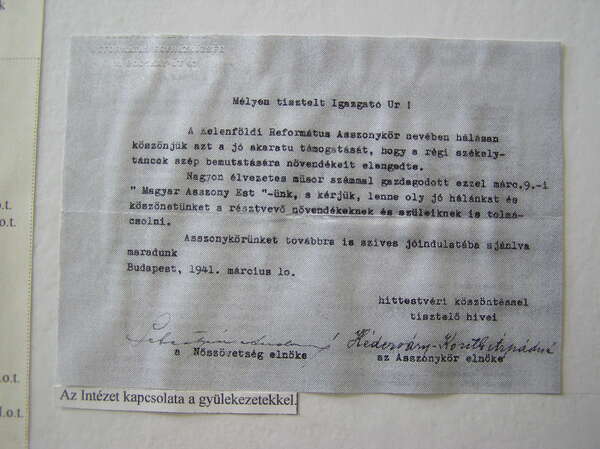 Mélyen tisztelt Igazgató Ur !
A Kelenföldi Református Asszonykör nevében hálásan
köszönjük azt a jó akaratu támogatását, hogy a régi székely-
táncok szép bemutatására növendékeit elengedte.
Nagyon élvezetes müsor számmal gazdagodott ezzel márc.9.-i
" Magyar Asszony Est "-ünk, s kérjük, lenne oly jó hálánkat és
köszönetünket a résztvevő növendékeknek és szüleiknek is tolmá-
csolni.
Asszonykörünket továbbra is szives jóindulatába ajánlva
maradunk
Budapest, 1941. március lo.
hittestvéri köszöntéssel
tisztelő hivei
Kéderváry-
a Nőszövetség elnöke
az Asszonykör elnöke
Az Intézet kapcsolata a gyülekezetekkel.
k
o.t.
o.t.
o.t.
l.o.t.